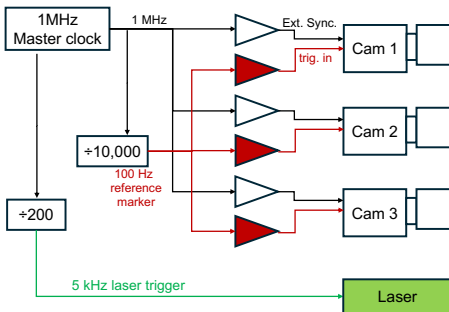 1MHz
Master clock
1 MHz
Ext. Sync.
Cam 1
trig. in
Cam 2
÷10,000
100 Hz
reference
marker
÷200
Cam 3
5 kHz laser trigger
Laser